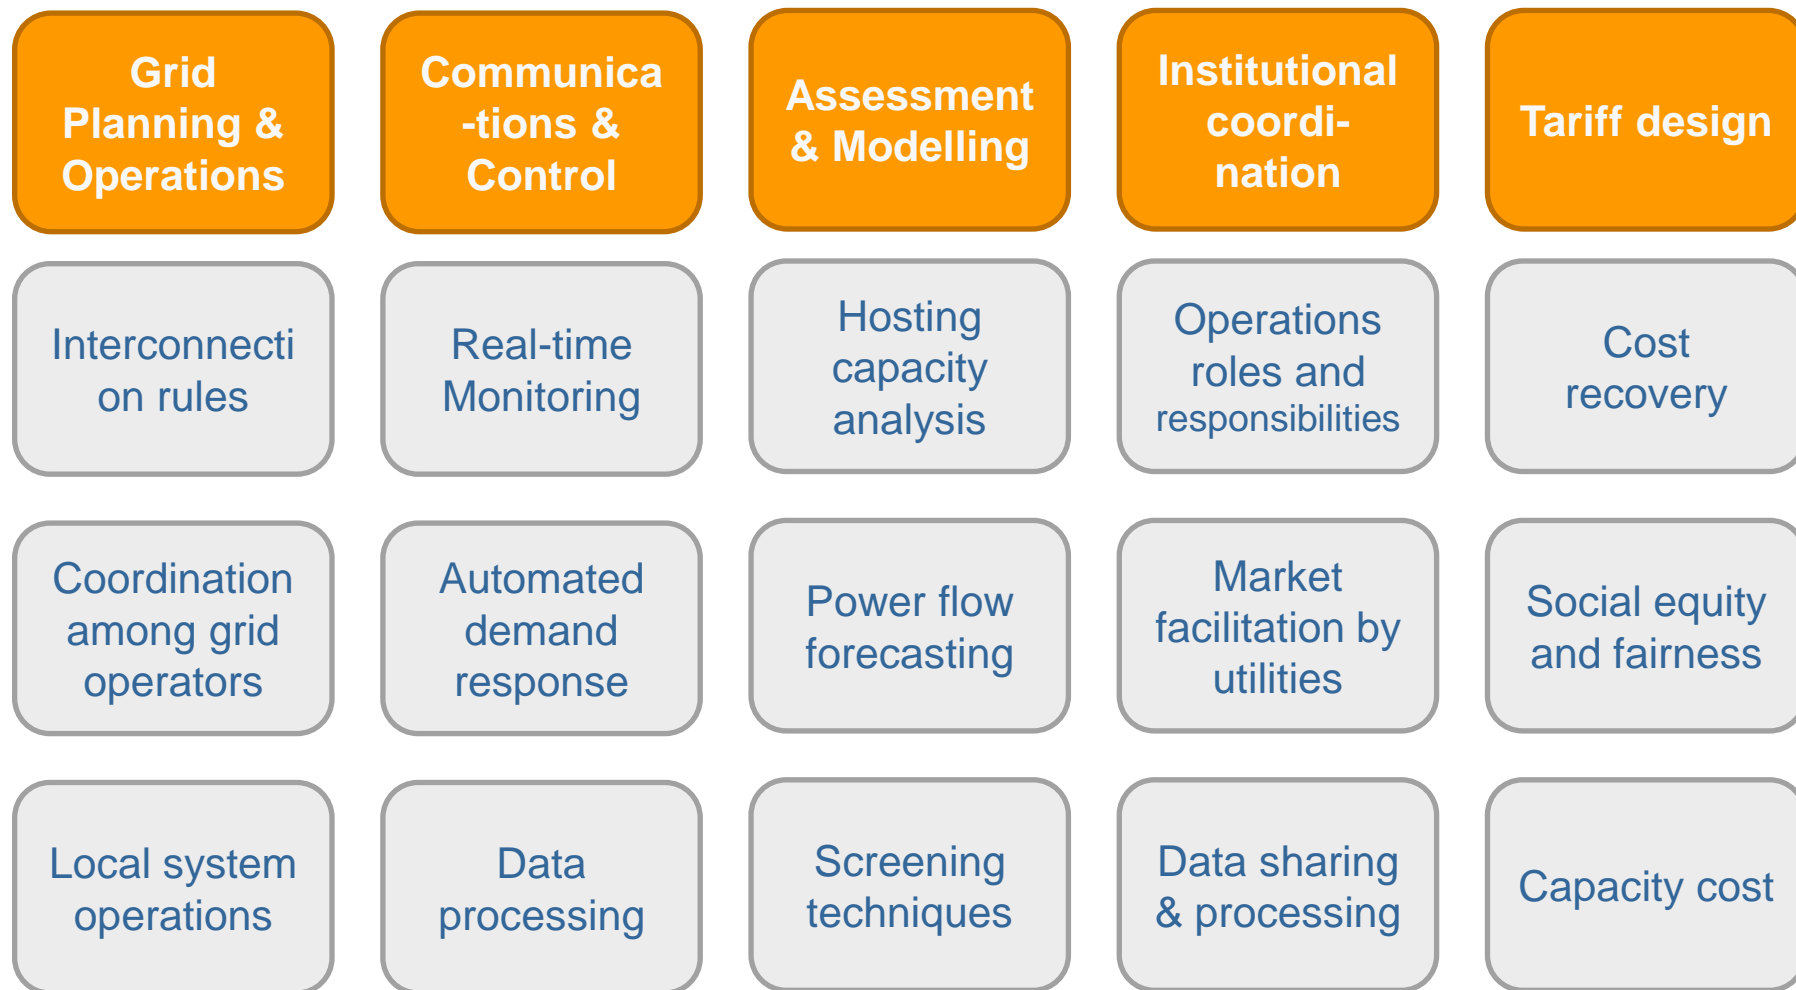 Grid
Planning &
Operations
Communica
-tions &
Control
Assessment
& Modelling
Institutional
coordi-
nation
Tariff design
Interconnecti
on rules
Real-time
Monitoring
Hosting
capacity
analysis
Operations
roles and
responsibilities
Cost
recovery
Coordination
among grid
operators
Automated
demand
response
Power flow
forecasting
Market
facilitation by
utilities
Social equity
and fairness
Local system
operations
Data
processing
Screening
techniques
Data sharing
& processing
Capacity cost